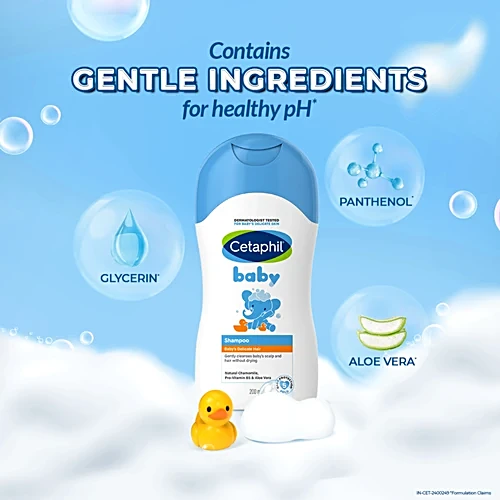 Contains
GENTLE INGREDIENTS
for healthy pH*
PANTHENOL*
GLYCERIN*
ALOE VERA*
DERMATOLOGIST TESTED
FOR BABY'S DELICATE SKIN
Cetaphil
baby
Shampoo
Baby's Delicate Hair
Gently cleanses baby's scalp and
hair without drying
Natural Chamomile,
Pro-Vitamin B5 & Aloe Vera
200
IN-CET-2400249 *Formulation Claims